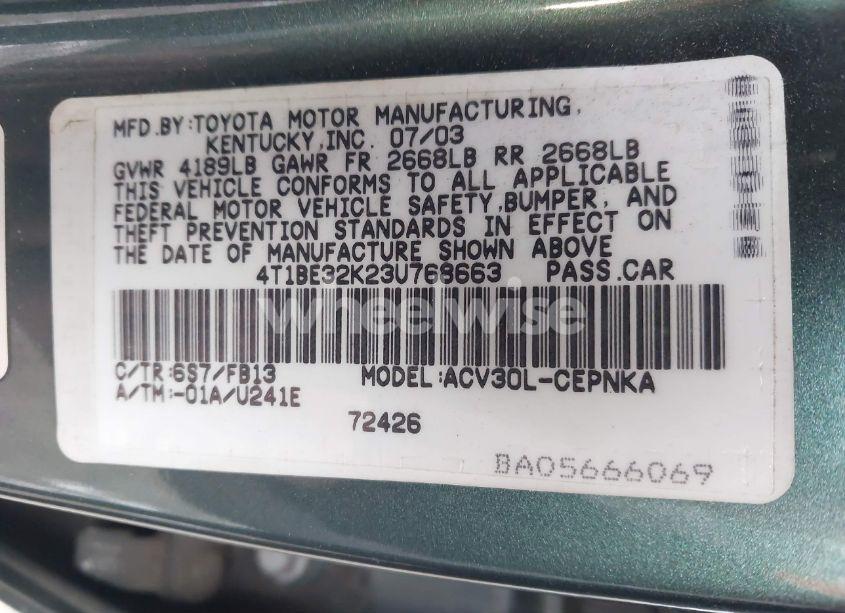 MFD.BY:TOYOTA MOTOR MANUFACTURING,
KENTUCKY,INC. 07/03
GVWR 4189LB GAWR FR 2668LB RR 2668LB
THIS VEHICLE CONFORMS TO ALL APPLICABLE
FEDERAL MOTOR VEHICLE SAFETY,BUMPER, AND
THEFT PREVENTION STANDARDS IN EFFECT ON
THE DATE OF MANUFACTURE SHOWN ABOVE
4T1BE32K23U768663 PASS.CAR
Wheelwise
C/TR:6S7/FB13 MODEL:ACV30L-CEPNKA
A/TM:-01A/U241E
72426
BA05666069